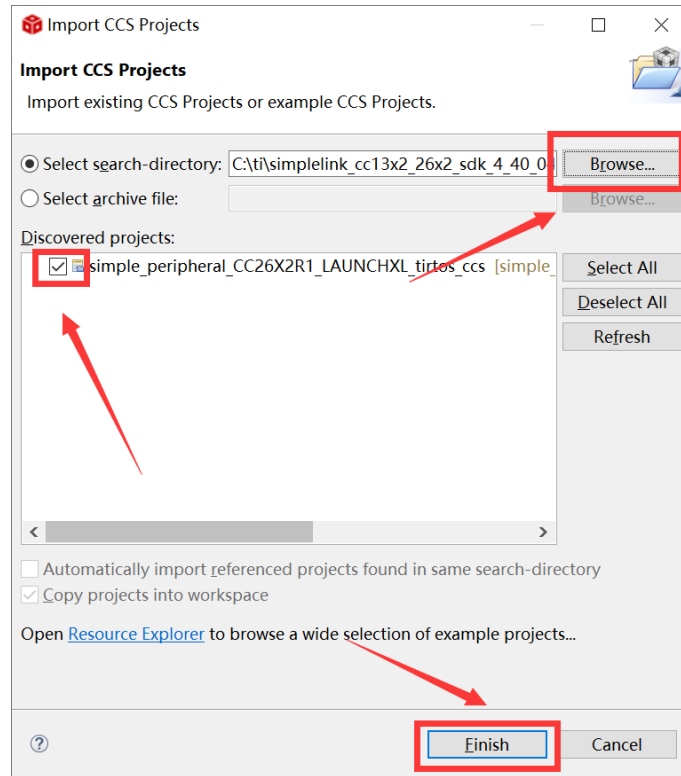 Import CCS Projects
Import CCS Projects
Import existing CCS Projects or example CCS Projects.
Select search-directory: C:\ti\simplelink_cc13x2_26x2_sdk_4_40_04 Browse...
Select archive file: Browse...
Discovered projects:
simple_peripheral_CC26X2R1_LAUNCHXL_tirtos_ccs [simple_
Select All
Deselect All
Refresh
Automatically import referenced projects found in same search-directory
Copy projects into workspace
Open Resource Explorer to browse a wide selection of example projects...
Finish Cancel